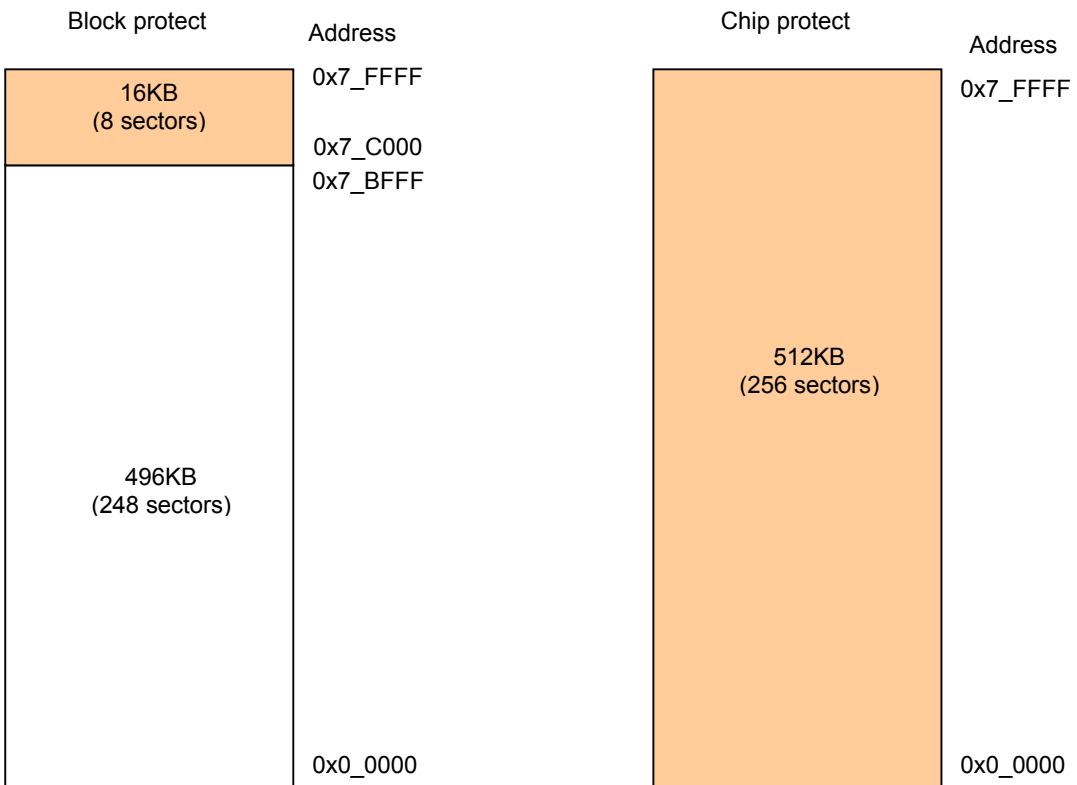 Block protect
Address
0x7_FFFF
16KB
(8 sectors)
0x7_C000
0x7_BFFF
496KB
(248 sectors)
0x0_0000
Chip protect
Address
0x7_FFFF
512KB
(256 sectors)
0x0_0000